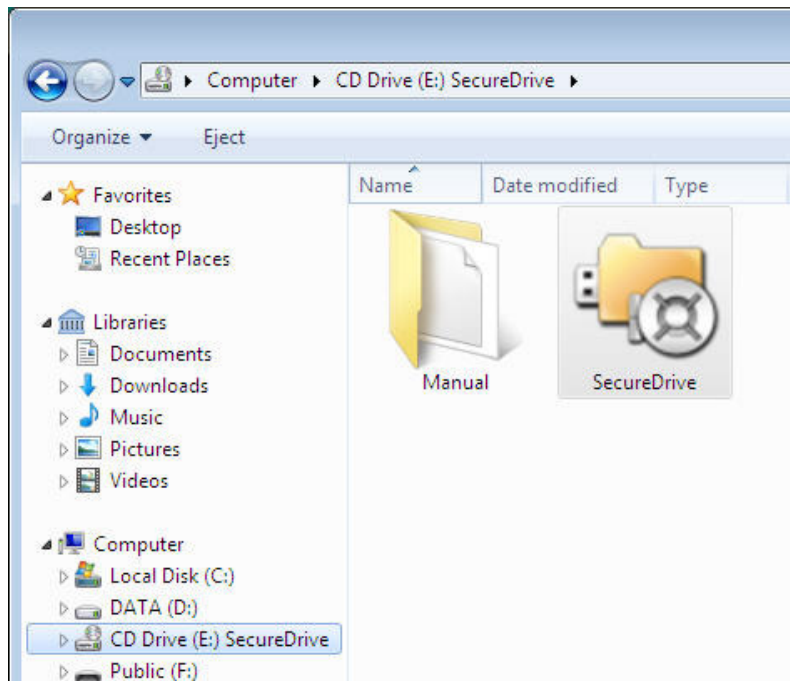 Computer CD Drive (E:) SecureDrive
Organize Eject
Name Date modified Type
Favorites
Desktop
Recent Places
Libraries
Documents
Downloads
Music
Pictures
Videos
Computer
Local Disk (C:)
DATA (D:)
CD Drive (E:) SecureDrive
Public (F:)
Manual SecureDrive